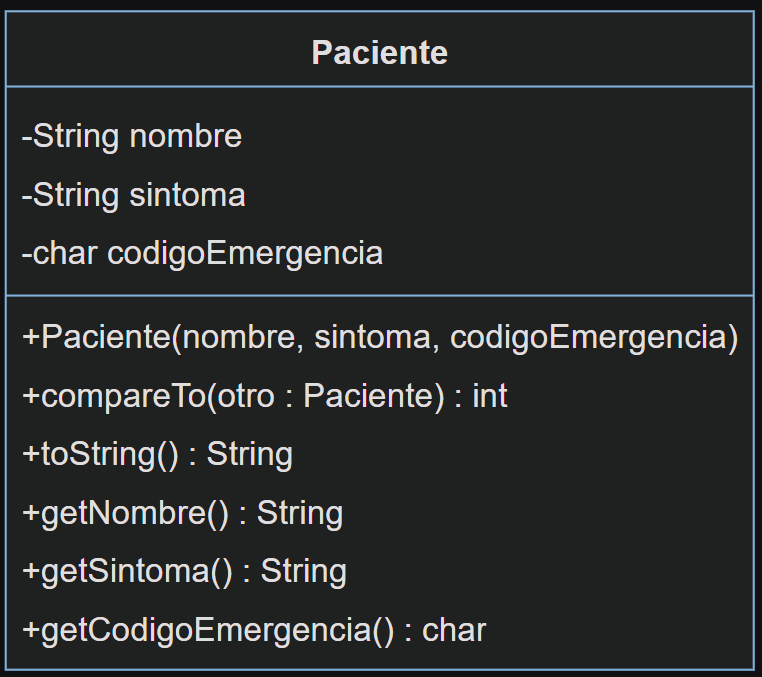 Paciente
-String nombre
-String sintoma
-char codigoEmergencia
+Paciente(nombre, sintoma, codigoEmergencia)
+compareTo(otro : Paciente) : int
+toString() : String
+getNombre() : String
+getSintoma() : String
+getCodigoEmergencia() : char